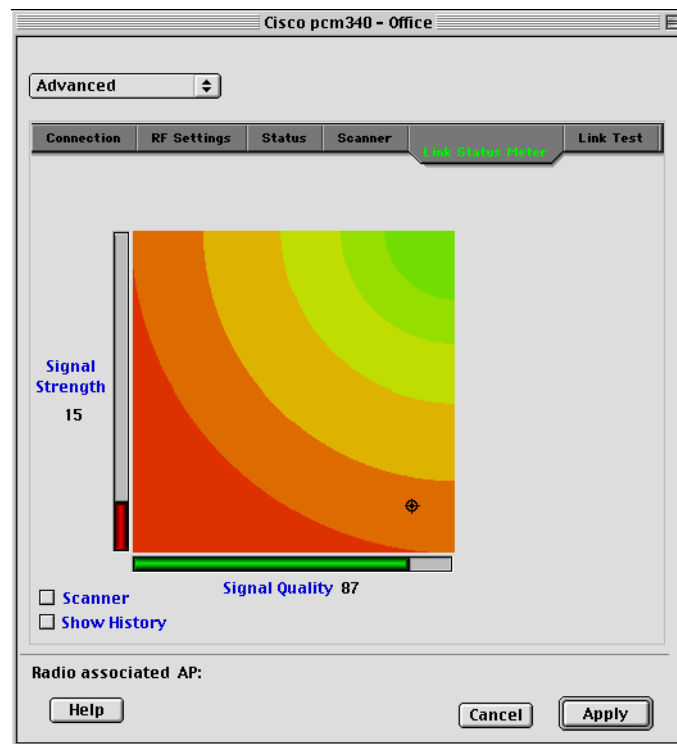 Cisco pcm340 - Office
Advanced
Connection RF Settings Status Scanner Link Status Meter Link Test
Signal
Strength
15
Signal Quality 87
Scanner
Show History
Radio associated AP:
Help Cancel Apply